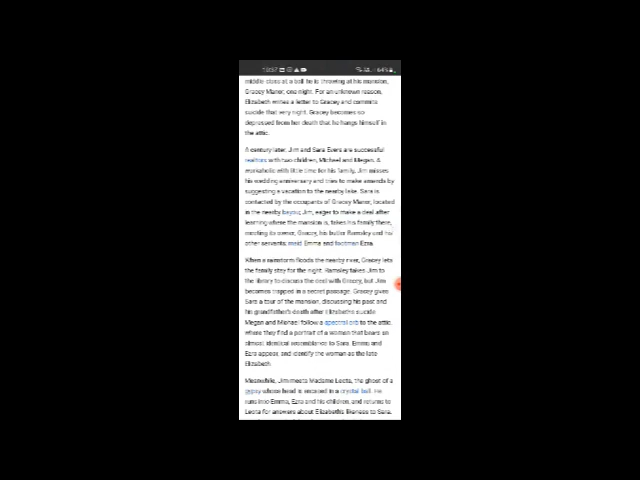 middle class at a ball he is throwing at his mansion,
Gracey Manor, one night. For an unknown reason,
Elizabeth writes a letter to Gracey and commits
suicide that very night. Gracey becomes so
depressed from her death that he hangs himself in
the attic.
A century later, Jim and Sara Evers are successful
realtors with two children, Michael and Megan. A
workaholic with little time for his family, Jim misses
his wedding anniversary and tries to make amends by
suggesting a vacation to the nearby lake. Sara is
contacted by the occupants of Gracey Manor, located
in the nearby bayou; Jim, eager to make a deal after
learning where the mansion is, takes his family there,
meeting its owner, Gracey, his butler Ramsley and his
other servants: maid Emma and footman Ezra.
When a rainstorm floods the nearby river, Gracey lets
the family stay for the night. Ramsley takes Jim to
the library to discuss the deal with Gracey, but Jim
becomes trapped in a secret passage. Gracey gives
Sara a tour of the mansion, discussing his past and
his grandfather's death after Elizabeth's suicide.
Megan and Michael follow a spectral orb to the attic,
where they find a portrait of a woman that bears an
almost identical resemblance to Sara. Emma and
Ezra appear, and identify the woman as the late
Elizabeth.
Meanwhile, Jim meets Madame Leota, the ghost of a
gypsy whose head is encased in a crystal ball. He
runs into Emma, Ezra and his children, and returns to
Leota for answers about Elizabeth's likeness to Sara.